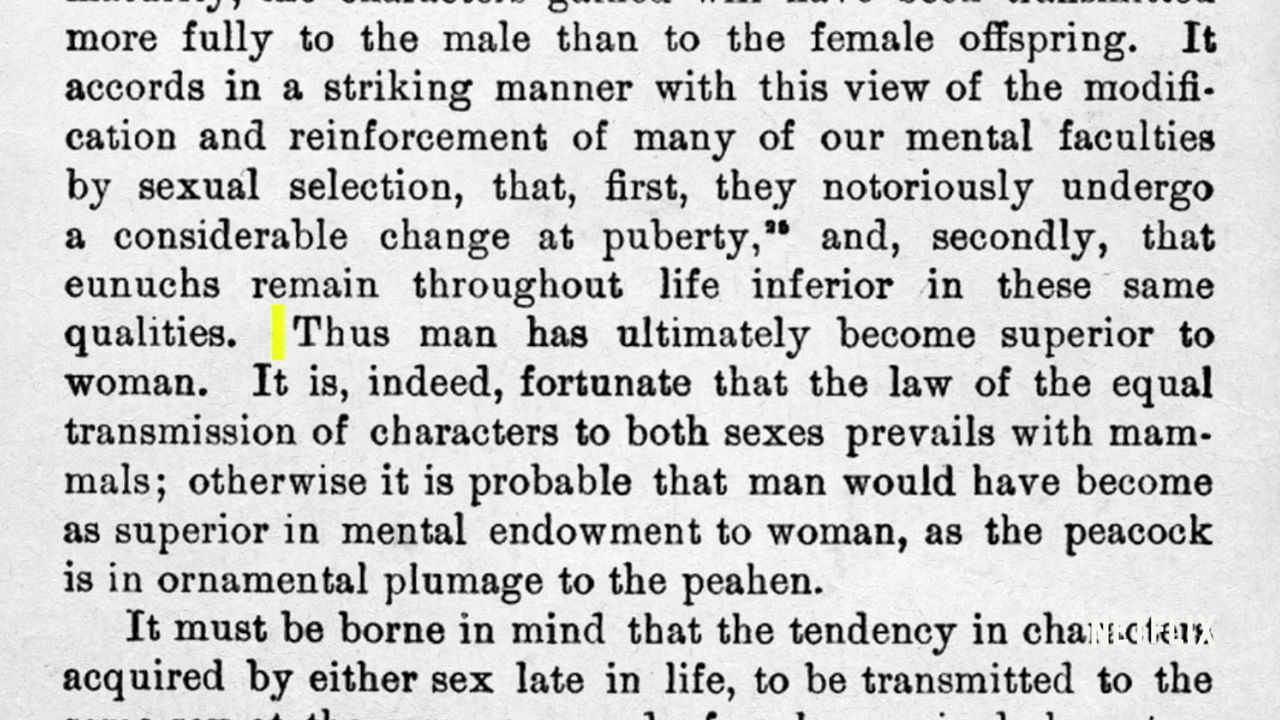 more fully to the male than to the female offspring. It
accords in a striking manner with this view of the modifi-
cation and reinforcement of many of our mental faculties
by sexual selection, that, first, they notoriously undergo
a considerable change at puberty,²⁵ and, secondly, that
eunuchs remain throughout life inferior in these same
qualities. Thus man has ultimately become superior to
woman. It is, indeed, fortunate that the law of the equal
transmission of characters to both sexes prevails with mam-
mals; otherwise it is probable that man would have become
as superior in mental endowment to woman, as the peacock
is in ornamental plumage to the peahen.
It must be borne in mind that the tendency in characters
NETFLIX
acquired by either sex late in life, to be transmitted to the